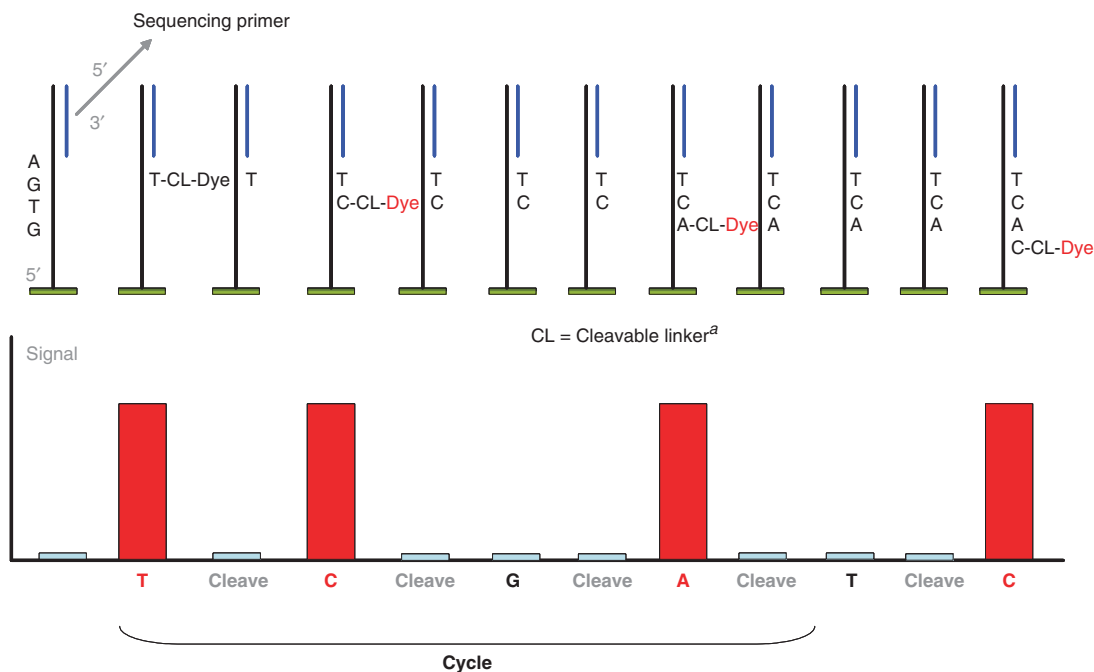 Sequencing primer
5′
3′
A
G
T
G
5′
T-CL-Dye
T
T
C-CL-Dye
T
C
T
C
T
C
T
C
A-CL-Dye
T
C
A
T
C
A
T
C
A
T
C
A
C-CL-Dye
CL = Cleavable linkerᵃ
Signal
T Cleave C Cleave G Cleave A Cleave T Cleave C
Cycle